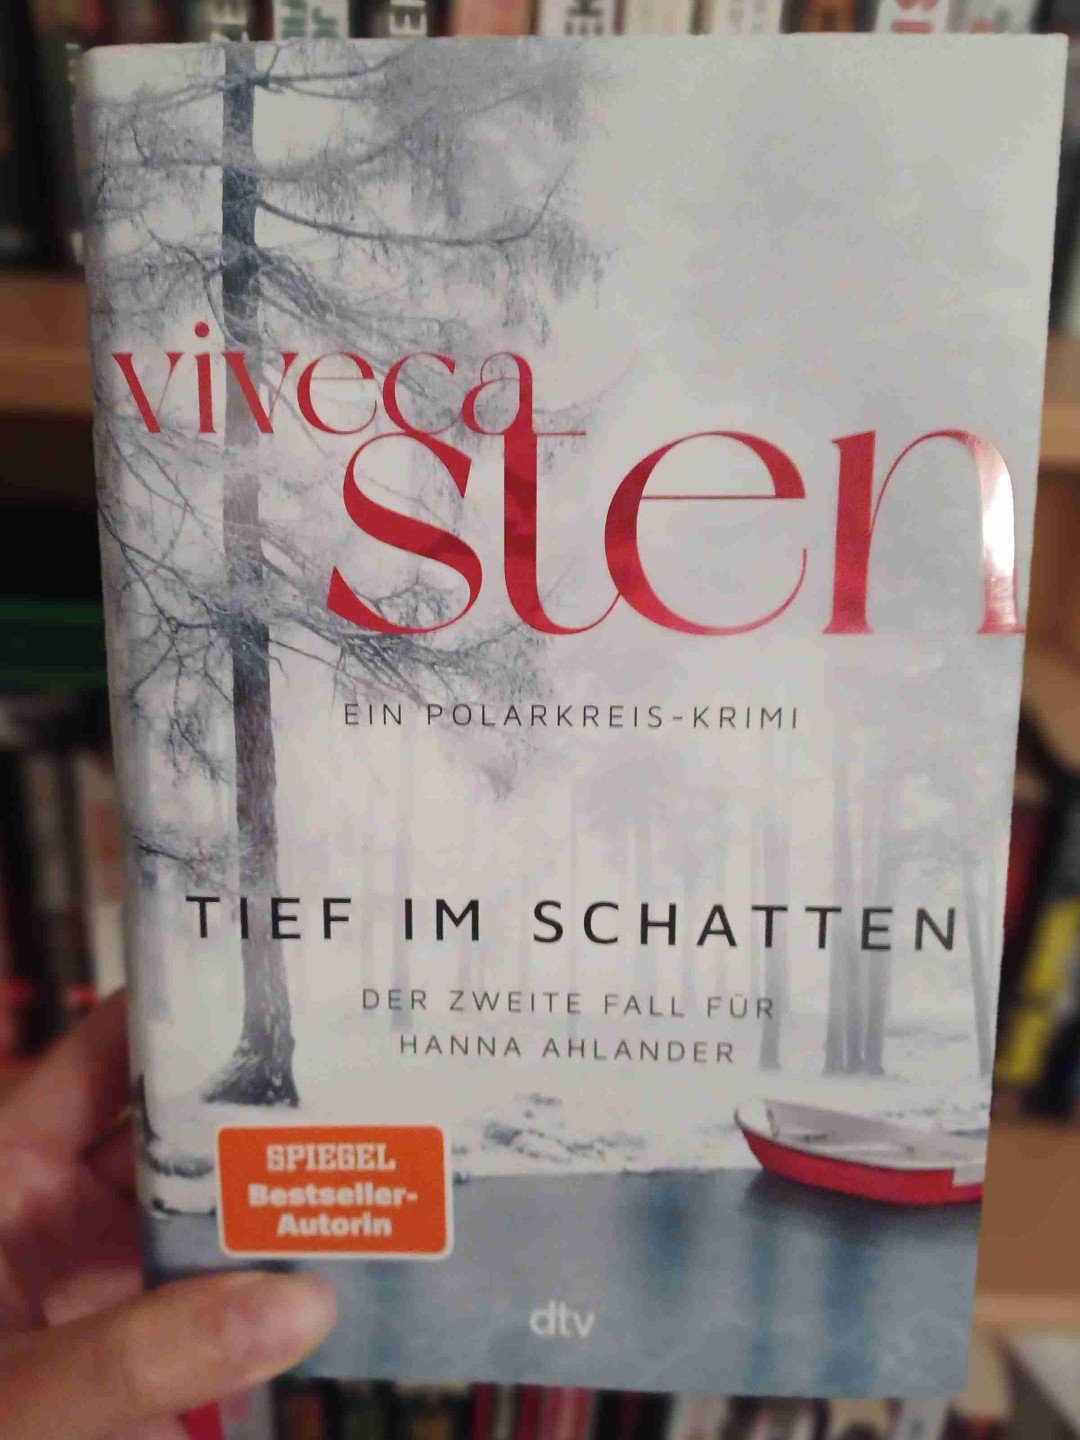 viveca
sten
EIN POLARKREIS-KRIMI
TIEF IM SCHATTEN
DER ZWEITE FALL FÜR
HANNA AHLANDER
SPIEGEL
Bestseller-
Autorin
dtv